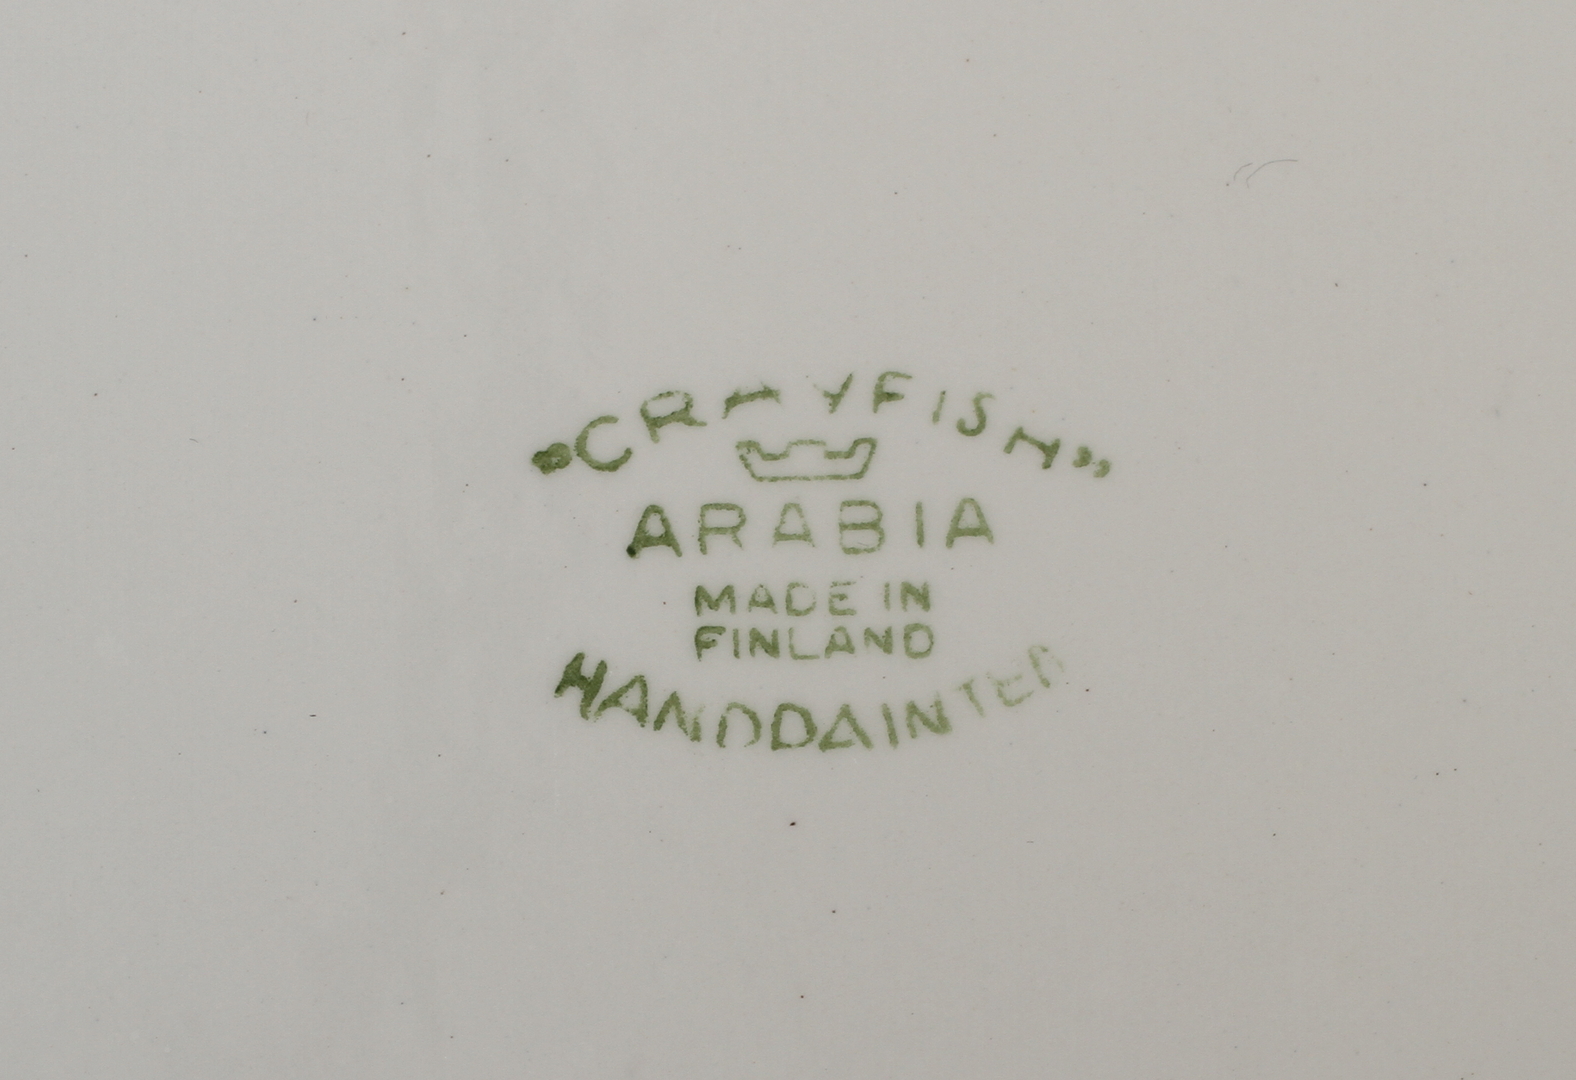 "CRAYFISH"
ARABIA
MADE IN
FINLAND
HANDPAINTED